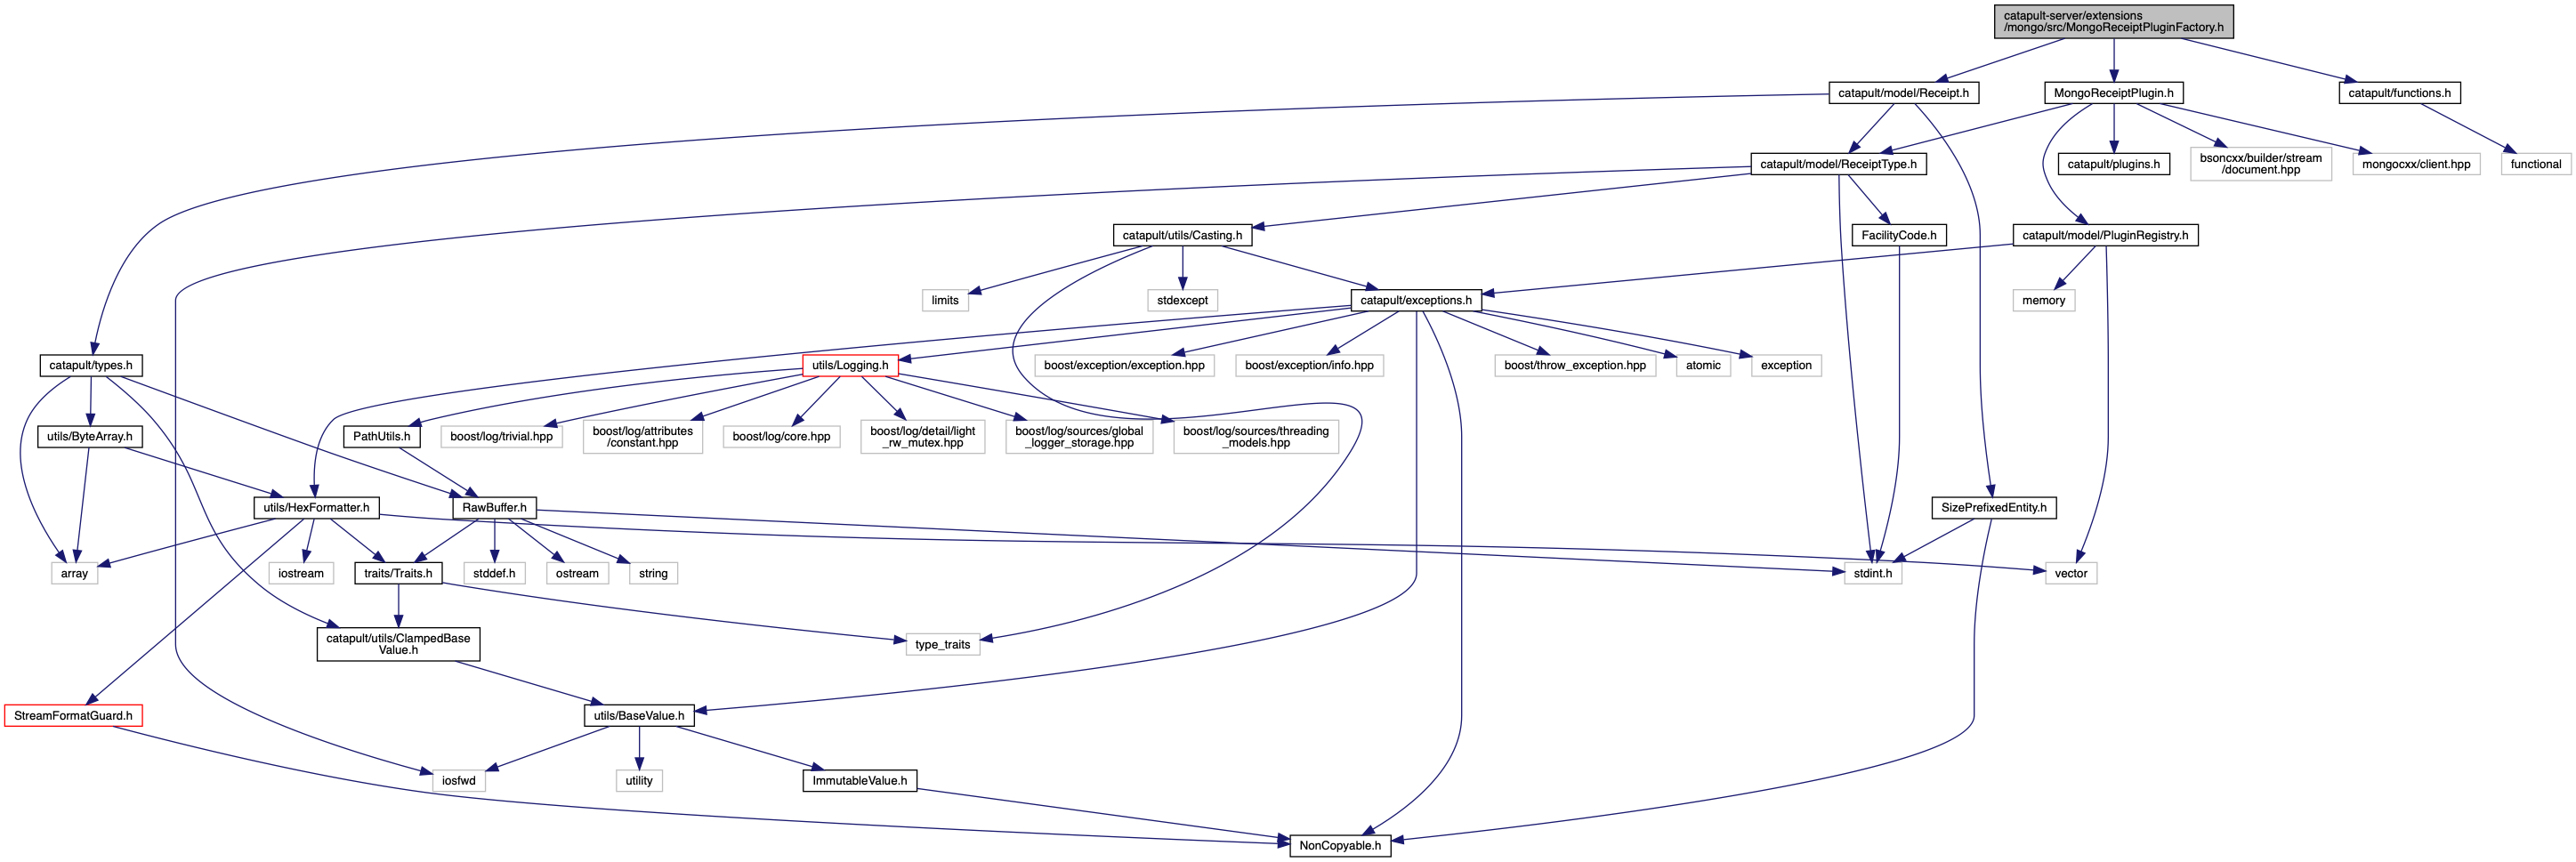 catapult-server/extensions
/mongo/src/MongoReceiptPluginFactory.h
catapult/model/Receipt.h
MongoReceiptPlugin.h
catapult/functions.h
catapult/model/ReceiptType.h
catapult/plugins.h
bsoncxx/builder/stream
/document.hpp
mongocxx/client.hpp
functional
catapult/utils/Casting.h
FacilityCode.h
catapult/model/PluginRegistry.h
limits
stdexcept
catapult/exceptions.h
memory
catapult/types.h
utils/Logging.h
boost/exception/exception.hpp
boost/exception/info.hpp
boost/throw_exception.hpp
atomic
exception
utils/ByteArray.h
PathUtils.h
boost/log/trivial.hpp
boost/log/attributes
/constant.hpp
boost/log/core.hpp
boost/log/detail/light
_rw_mutex.hpp
boost/log/sources/global
_logger_storage.hpp
boost/log/sources/threading
_models.hpp
utils/HexFormatter.h
RawBuffer.h
SizePrefixedEntity.h
array
iostream
traits/Traits.h
stddef.h
ostream
string
stdint.h
vector
catapult/utils/ClampedBase
Value.h
type_traits
StreamFormatGuard.h
utils/BaseValue.h
iosfwd
utility
ImmutableValue.h
NonCopyable.h